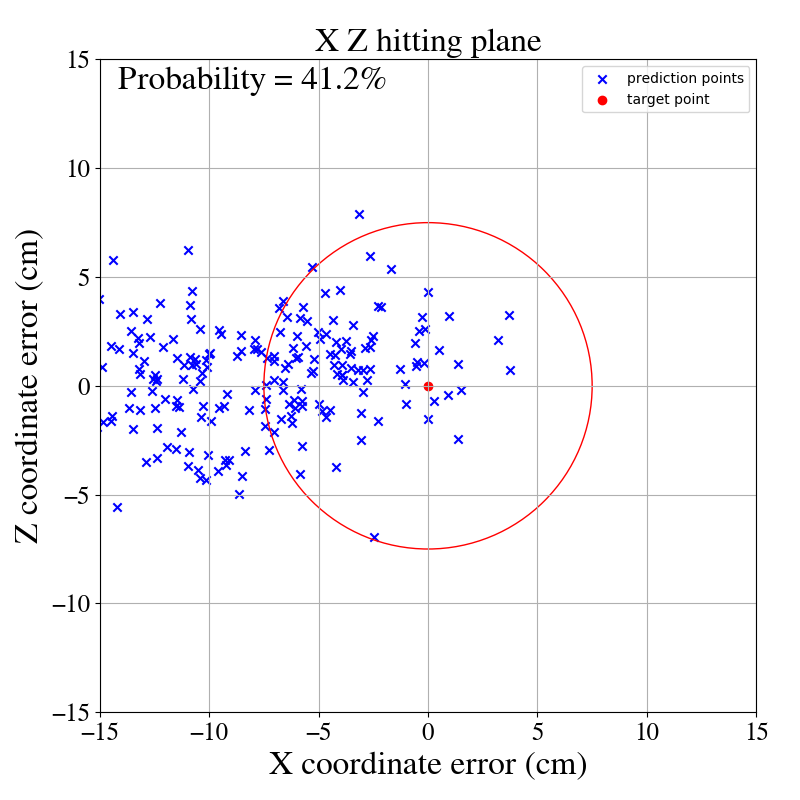 X Z hitting plane
Probability = 41.2%
prediction points
target point
15
10
5
0
−5
−10
−15
Z coordinate error (cm)
−15 −10 −5 0 5 10 15
X coordinate error (cm)